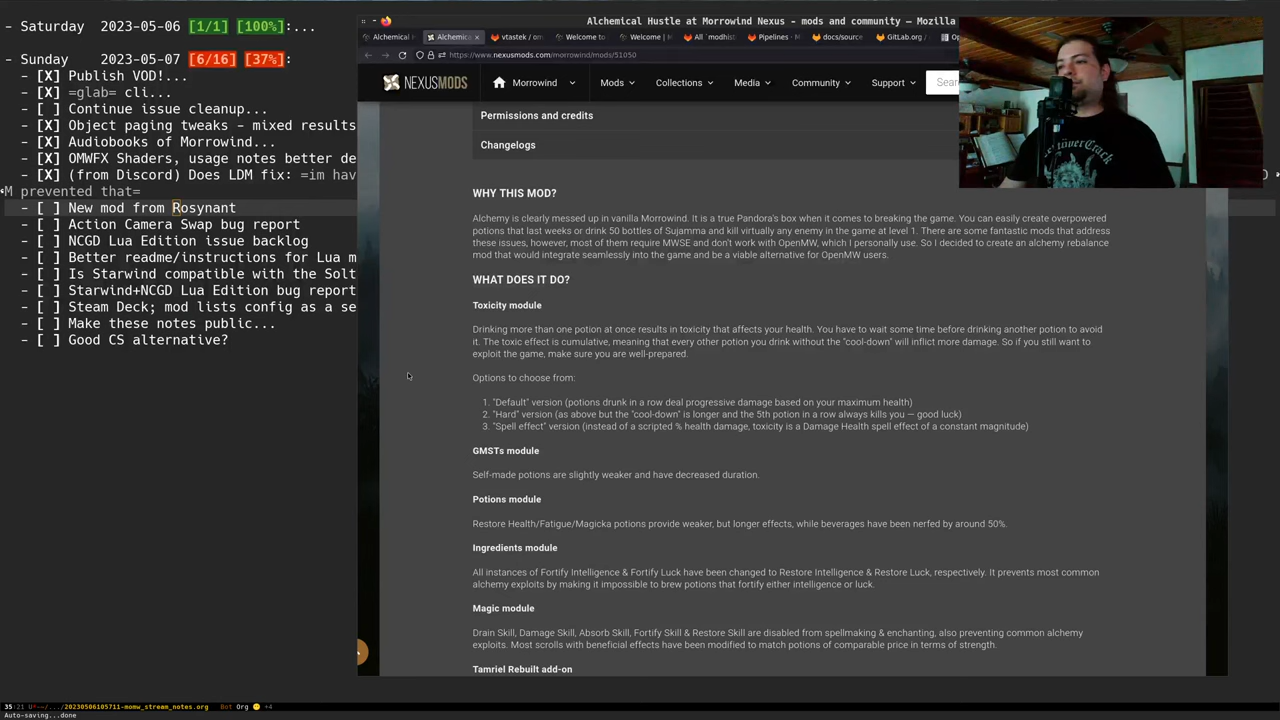 - Saturday 2023-05-06 [1/1] [100%]:...
- Sunday 2023-05-07 [6/16] [37%]:
- [X] Publish VOD!...
- [X] =glab= cli...
- [ ] Continue issue cleanup...
- [X] Object paging tweaks - mixed results
- [X] Audiobooks of Morrowind...
- [X] OMWFX Shaders, usage notes better de
- [X] (from Discord) Does LDM fix: =im hav
M prevented that=
- [ ] New mod from Rosynant
- [ ] Action Camera Swap bug report
- [ ] NCGD Lua Edition issue backlog
- [ ] Better readme/instructions for Lua m
- [ ] Is Starwind compatible with the Solt
- [ ] Starwind+NCGD Lua Edition bug report
- [ ] Steam Deck; mod lists config as a se
- [ ] Make these notes public...
- [ ] Good CS alternative?
Alchemical Hustle at Morrowind Nexus - mods and community — Mozilla
Alchemical H
Alchemica
vtastek / om
Welcome to
Welcome | M
All `modhist
Pipelines · M
docs/source
GitLab.org /
https://www.nexusmods.com/morrowind/mods/51050
NEXUSMODS
Morrowind
Mods
Collections
Media
Community
Support
Sear
Permissions and credits
Changelogs
WHY THIS MOD?
Alchemy is clearly messed up in vanilla Morrowind. It is a true Pandora's box when it comes to breaking the game. You can easily create overpowered
potions that last weeks or drink 50 bottles of Sujamma and kill virtually any enemy in the game at level 1. There are some fantastic mods that address
these issues, however, most of them require MWSE and don't work with OpenMW, which I personally use. So I decided to create an alchemy rebalance
mod that would integrate seamlessly into the game and be a viable alternative for OpenMW users.
WHAT DOES IT DO?
Toxicity module
Drinking more than one potion at once results in toxicity that affects your health. You have to wait some time before drinking another potion to avoid
it. The toxic effect is cumulative, meaning that every other potion you drink without the "cool-down" will inflict more damage. So if you still want to
exploit the game, make sure you are well-prepared.
Options to choose from:
1. "Default" version (potions drunk in a row deal progressive damage based on your maximum health)
2. "Hard" version (as above but the "cool-down" is longer and the 5th potion in a row always kills you — good luck)
3. "Spell effect" version (instead of a scripted % health damage, toxicity is a Damage Health spell effect of a constant magnitude)
GMSTs module
Self-made potions are slightly weaker and have decreased duration.
Potions module
Restore Health/Fatigue/Magicka potions provide weaker, but longer effects, while beverages have been nerfed by around 50%.
Ingredients module
All instances of Fortify Intelligence & Fortify Luck have been changed to Restore Intelligence & Restore Luck, respectively. It prevents most common
alchemy exploits by making it impossible to brew potions that fortify either intelligence or luck.
Magic module
Drain Skill, Damage Skill, Absorb Skill, Fortify Skill & Restore Skill are disabled from spellmaking & enchanting, also preventing common alchemy
exploits. Most scrolls with beneficial effects have been modified to match potions of comparable price in terms of strength.
Tamriel Rebuilt add-on
20230506105711-momw_stream_notes.org
Bot Org
+4
Auto-saving...done